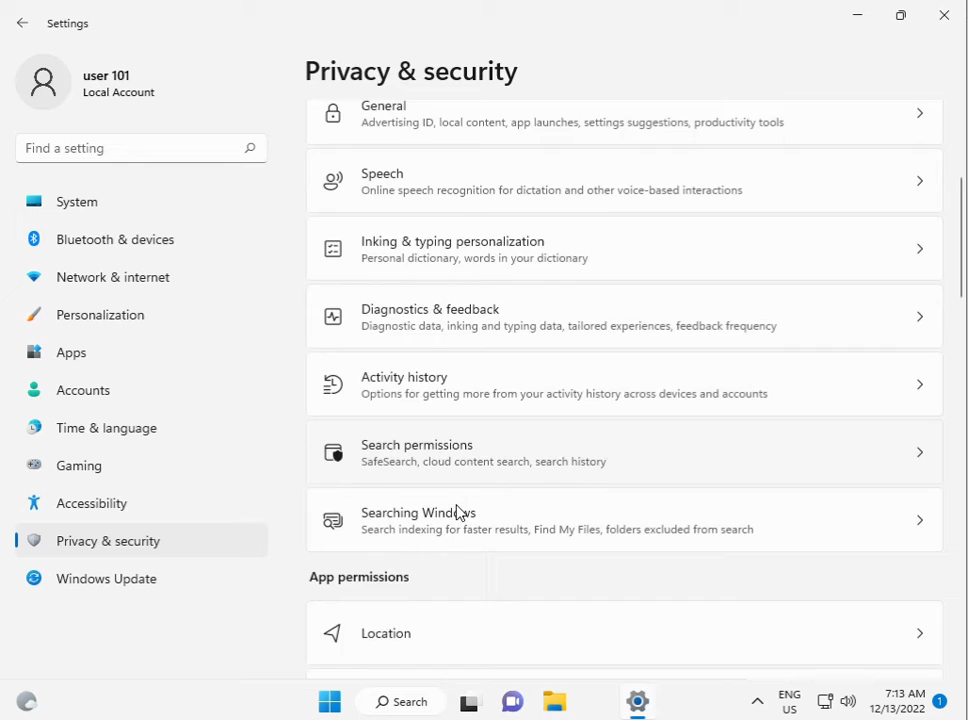 Settings
user 101
Local Account
Find a setting
System
Bluetooth & devices
Network & internet
Personalization
Apps
Accounts
Time & language
Gaming
Accessibility
Privacy & security
Windows Update
Privacy & security
General
Advertising ID, local content, app launches, settings suggestions, productivity tools
Speech
Online speech recognition for dictation and other voice-based interactions
Inking & typing personalization
Personal dictionary, words in your dictionary
Diagnostics & feedback
Diagnostic data, inking and typing data, tailored experiences, feedback frequency
Activity history
Options for getting more from your activity history across devices and accounts
Search permissions
SafeSearch, cloud content search, search history
Searching Windows
Search indexing for faster results, Find My Files, folders excluded from search
App permissions
Location
Search
ENG
US
7:13 AM
12/13/2022
1